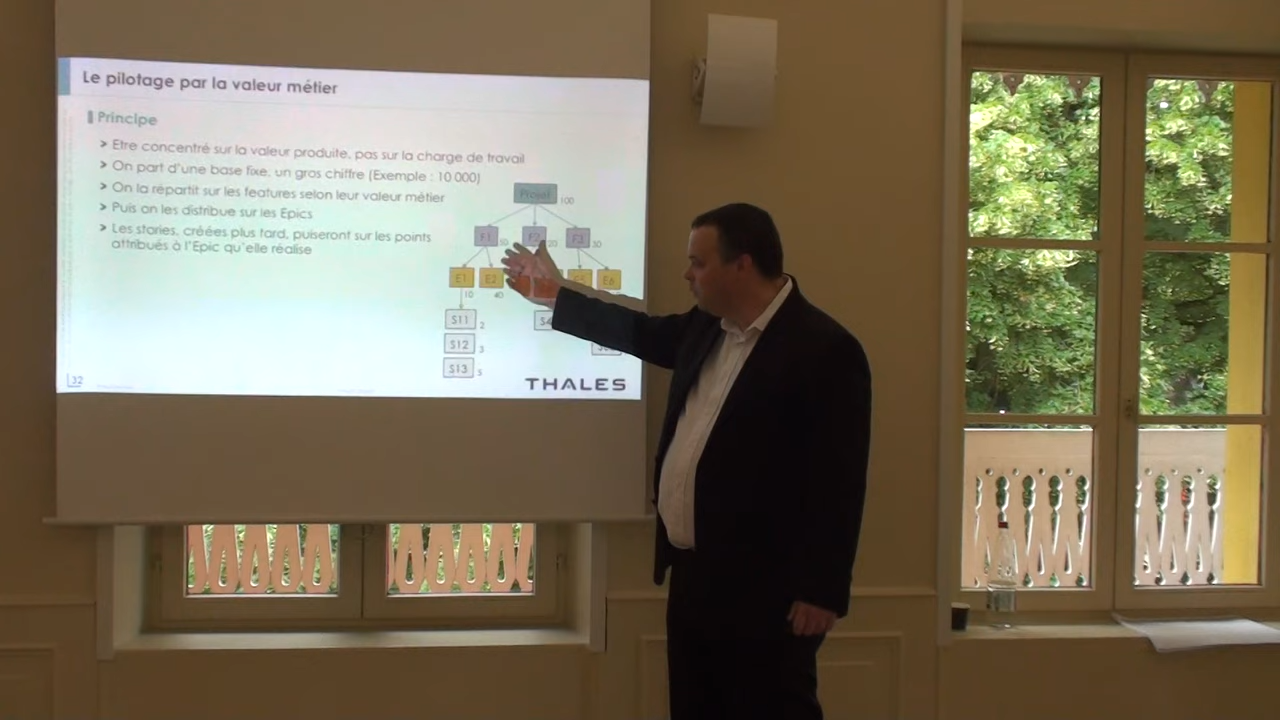 Le pilotage par la valeur métier
Principe
> Etre concentré sur la valeur produite, pas sur la charge de travail
> On part d'une base fixe, un gros chiffre (Exemple : 10 000)
> On la répartit sur les features selon leur valeur métier
> Puis on les distribue sur les Epics
> Les stories, créées plus tard, puiseront sur les points
attribués à l'Epic qu'elle réalise
Projet 100
F1 50 F2 20 F3 30
E1 E2 E5 E6
10 40
S11 2
S12 3
S13 5
32
THALES